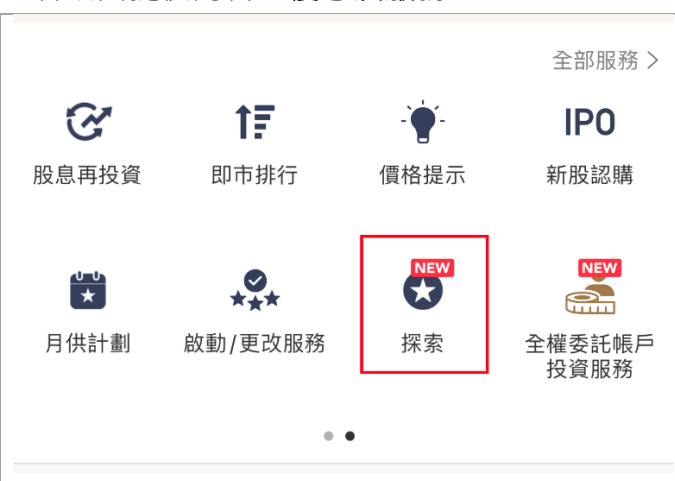 全部服務 >
IPO
股息再投資
即市排行
價格提示
新股認購
NEW
NEW
月供計劃
啟動/更改服務
探索
全權委託帳戶
投資服務